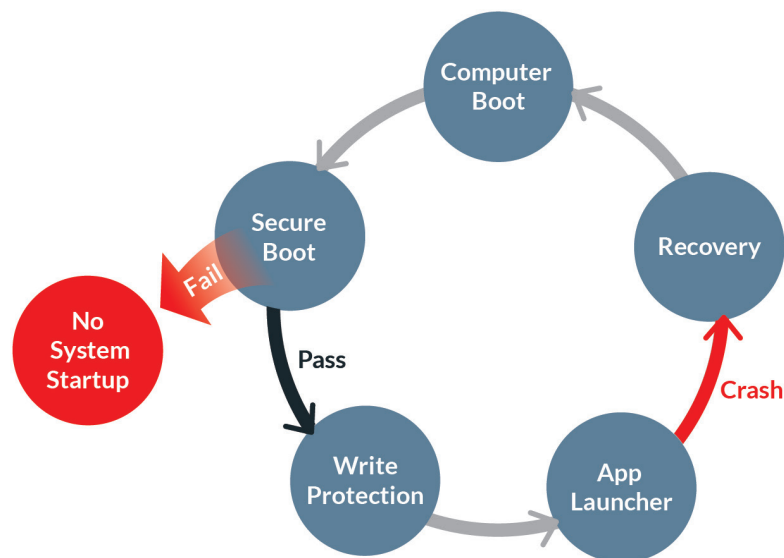 Computer
Boot
Secure
Boot
Recovery
Fail
No
System
Startup
Pass
Crash
Write
Protection
App
Launcher